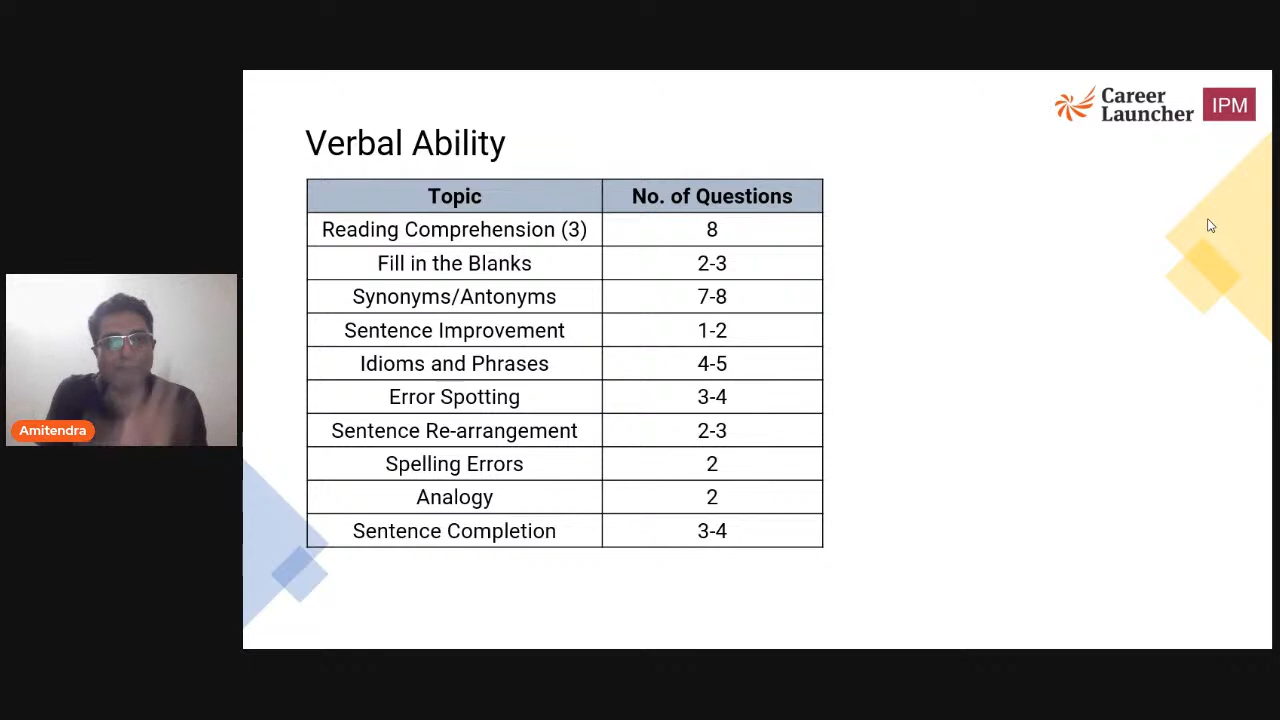 Career
Launcher
IPM
Verbal Ability
Topic No. of Questions
Reading Comprehension (3) 8
Fill in the Blanks 2-3
Synonyms/Antonyms 7-8
Sentence Improvement 1-2
Idioms and Phrases 4-5
Error Spotting 3-4
Sentence Re-arrangement 2-3
Spelling Errors 2
Analogy 2
Sentence Completion 3-4
Amitendra